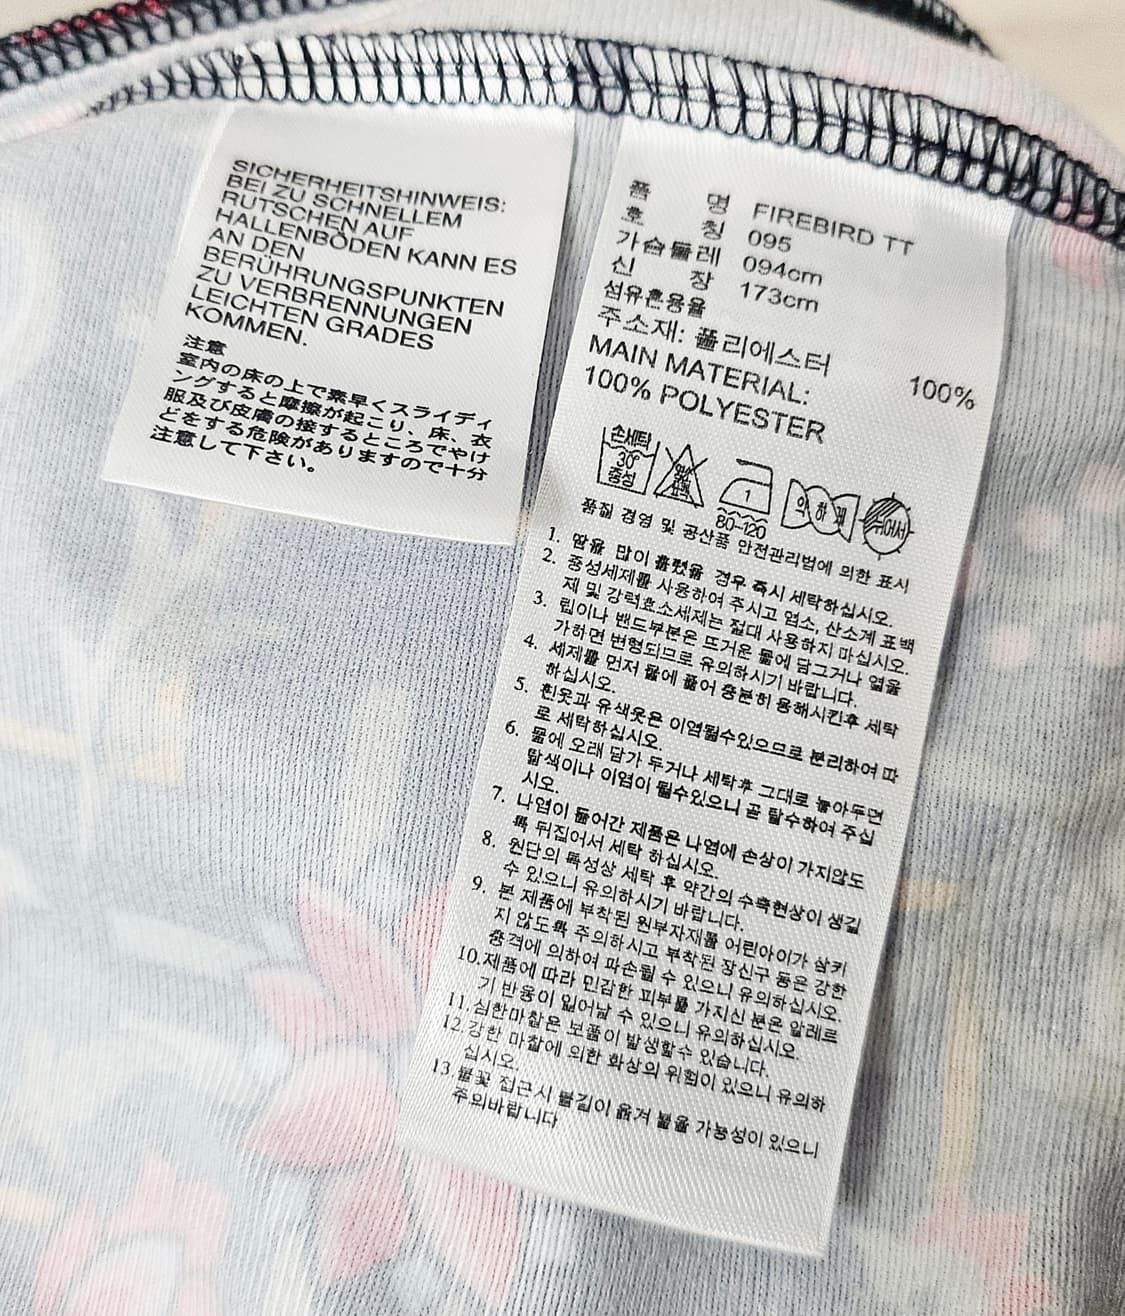 SICHERHEITSHINWEIS:
BEI ZU SCHNELLEM
RUTSCHEN AUF
HALLENBÖDEN KANN ES
AN DEN
BERÜHRUNGSPUNKTEN
ZU VERBRENNUNGEN
LEICHTEN GRADES
KOMMEN.
注意
室内の床の上で素早くスライディ
ングすると摩擦が起こり、床、衣
服及び皮膚の接するところでやけ
どをする危険がありますので十分
注意して下さい。
품 명 FIREBIRD TT
호 칭 095
가슴둘레 094cm
신 장 173cm
섬유혼용율
주소재: 폴리에스터 100%
MAIN MATERIAL:
100% POLYESTER
손세탁
30°
중성
1
80-120
약하게
뉘어서
품질 경영 및 공산품 안전관리법에 의한 표시
1. 땀을 많이 흘렸을 경우 즉시 세탁하십시오.
2. 중성세제를 사용하여 주시고 염소, 산소계 표백
제 및 강력효소세제는 절대 사용하지 마십시오.
3. 립이나 밴드부분은 뜨거운 물에 담그거나 열을
가하면 변형되므로 유의하시기 바랍니다.
4. 세제를 먼저 물에 풀어 충분히 용해시킨후 세탁
하십시오.
5. 흰옷과 유색옷은 이염될수있으므로 분리하여 따
로 세탁하십시오.
6. 물에 오래 담가 두거나 세탁후 그대로 놓아두면
탈색이나 이염이 될수있으니 곧 탈수하여 주십
시오.
7. 나염이 들어간 제품은 나염에 손상이 가지않도
록 뒤집어서 세탁 하십시오.
8. 원단의 특성상 세탁 후 약간의 수축현상이 생길
수 있으니 유의하시기 바랍니다.
9. 본 제품에 부착된 원부자재를 어린아이가 삼키
지 않도록 주의하시고 부착된 장신구 등은 강한
충격에 의하여 파손될 수 있으니 유의하십시오.
10.제품에 따라 민감한 피부를 가지신 분은 알레르
기 반응이 일어날 수 있으니 유의하십시오.
11.심한마찰은 보풀이 발생할수 있습니다.
12.강한 마찰에 의한 화상의 위험이 있으니 유의하
십시오.
13.불꽃 접근시 불길이 옮겨 붙을 가능성이 있으니
주의바랍니다